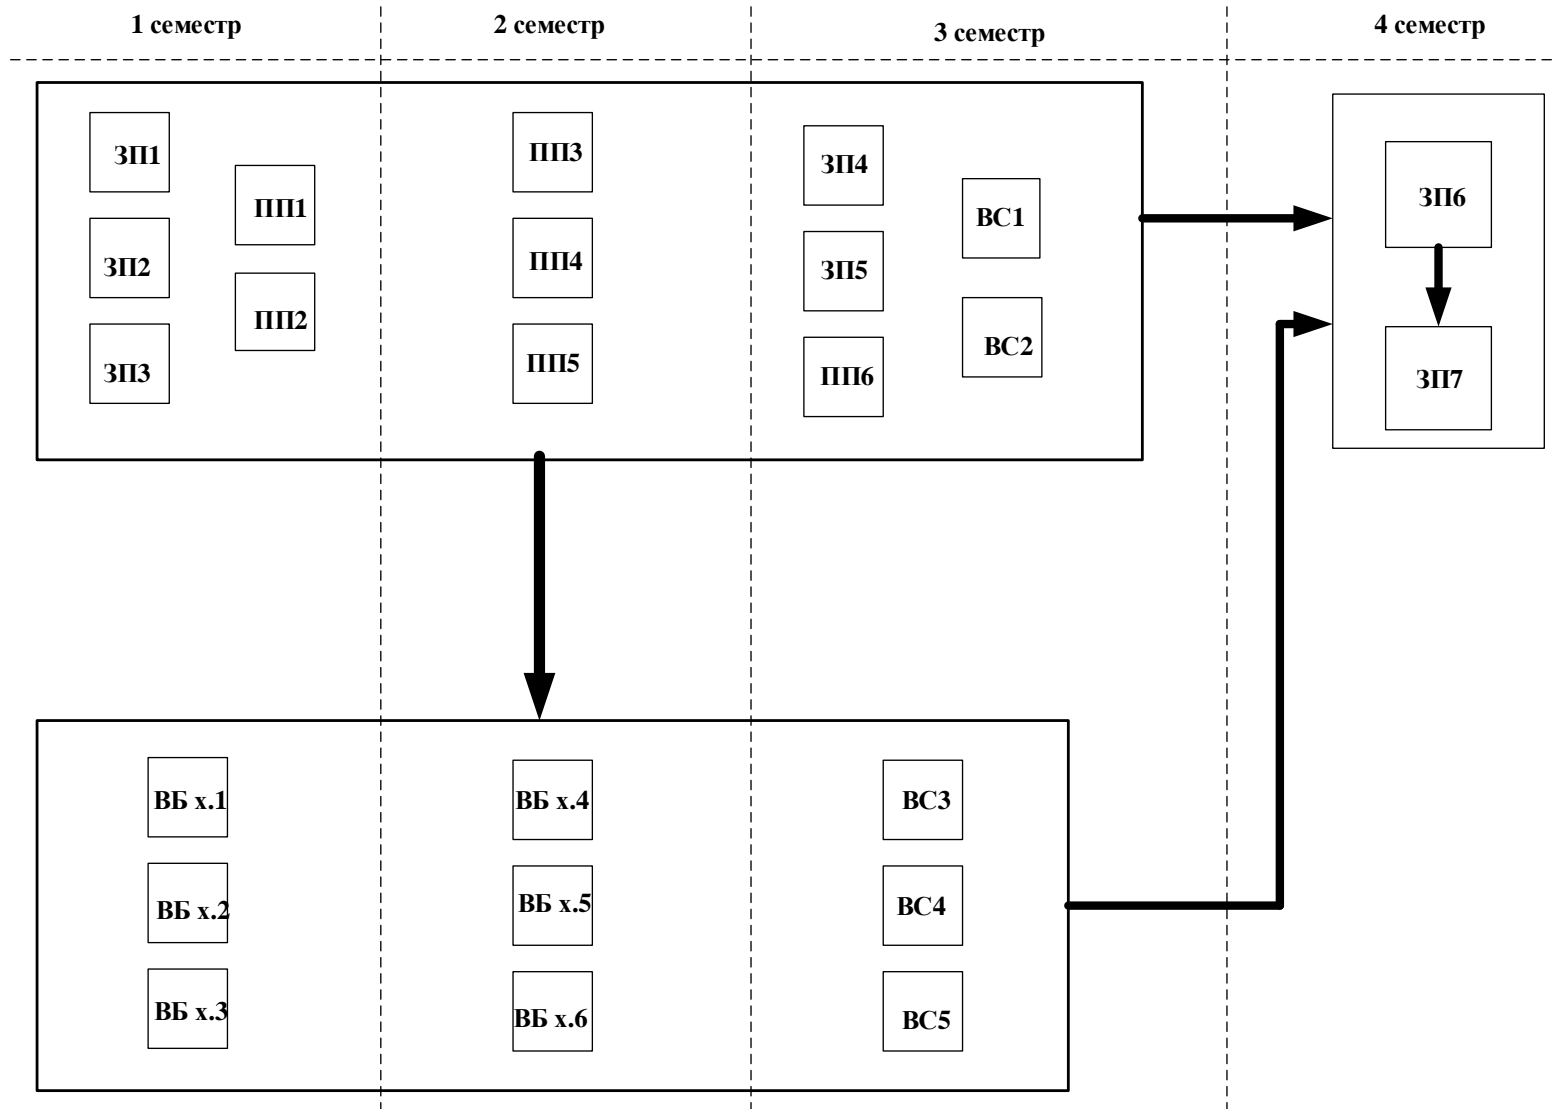 1 семестр
2 семестр
3 семестр
4 семестр
ЗП1
ЗП2
ЗП3
ПП1
ПП2
ПП3
ПП4
ПП5
ЗП4
ЗП5
ПП6
ВС1
ВС2
ЗП6
ЗП7
ВБ х.1
ВБ х.2
ВБ х.3
ВБ х.4
ВБ х.5
ВБ х.6
ВС3
ВС4
ВС5